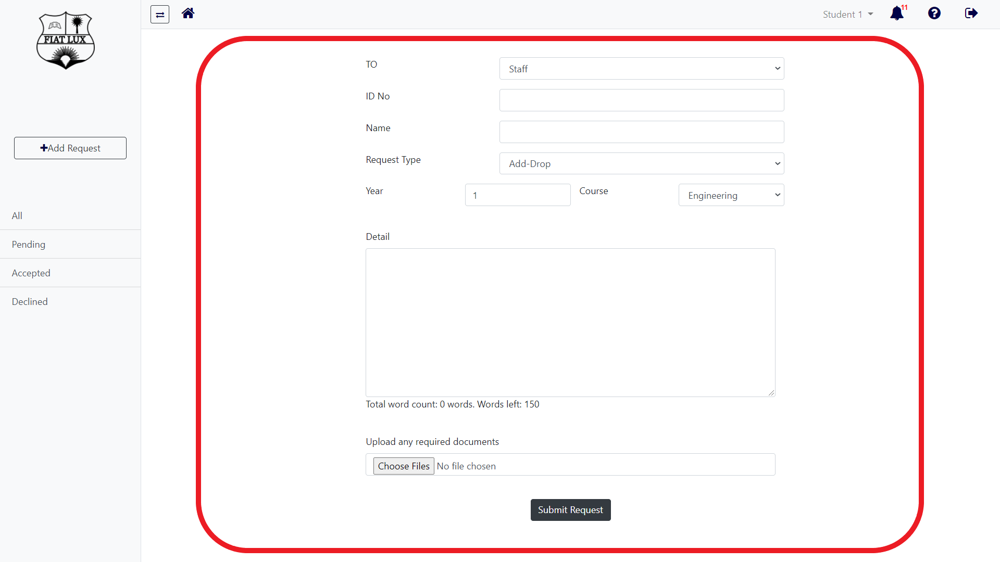 FIAT LUX
Student 1
11
Add Request
All
Pending
Accepted
Declined
TO Staff
ID No
Name
Request Type Add-Drop
Year 1 Course Engineering
Detail
Total word count: 0 words. Words left: 150
Upload any required documents
Choose Files No file chosen
Submit Request